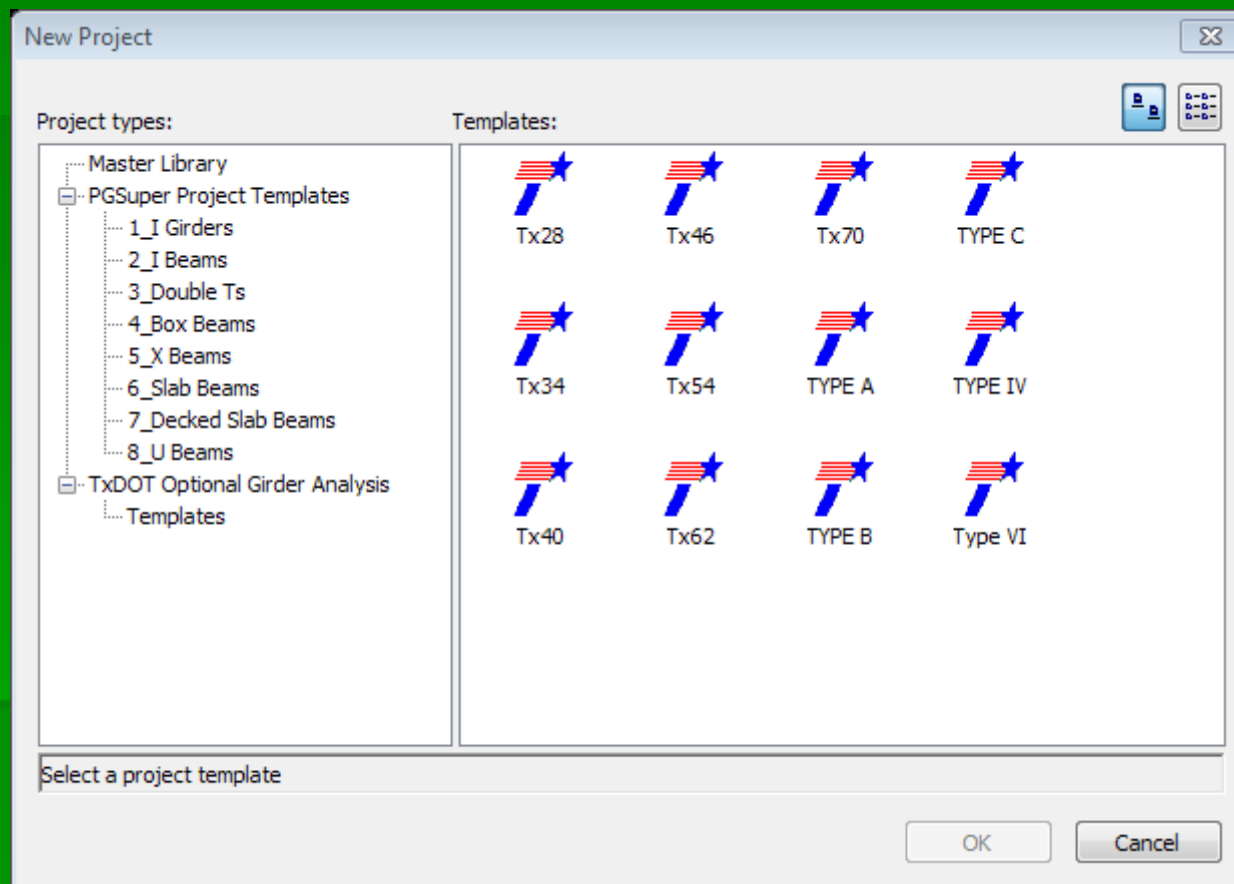 New Project
Project types:
Templates:
Master Library
PGSuper Project Templates
1_I Girders
2_I Beams
3_Double Ts
4_Box Beams
5_X Beams
6_Slab Beams
7_Decked Slab Beams
8_U Beams
TxDOT Optional Girder Analysis
Templates
Tx28 Tx46 Tx70 TYPE C
Tx34 Tx54 TYPE A TYPE IV
Tx40 Tx62 TYPE B Type VI
Select a project template
OK Cancel